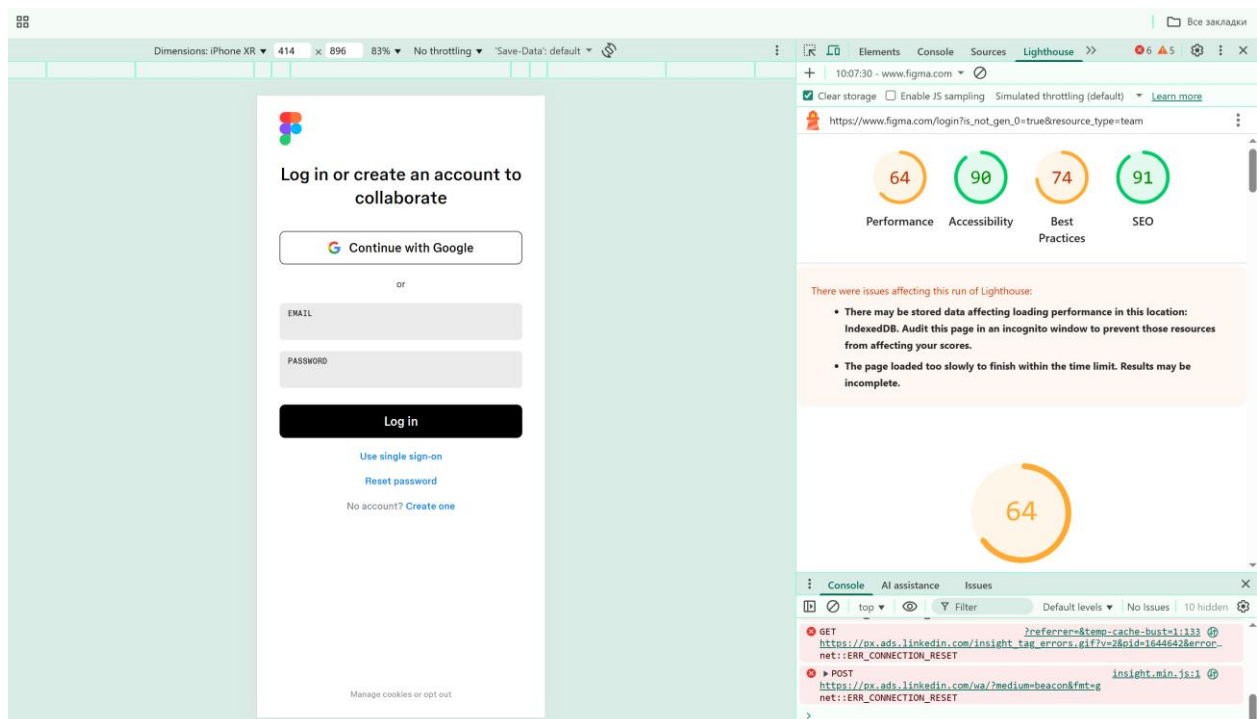 Все закладки
Dimensions: iPhone XR ▼ 414 × 896 83% ▼ No throttling ▼ 'Save-Data': default ▼
Elements Console Sources Lighthouse >> 6 5
10:07:30 - www.figma.com
Clear storage Enable JS sampling Simulated throttling (default) Learn more
https://www.figma.com/login?is_not_gen_0=true&resource_type=team
64 90 74 91
Performance Accessibility Best Practices SEO
There were issues affecting this run of Lighthouse:
• There may be stored data affecting loading performance in this location:
IndexedDB. Audit this page in an incognito window to prevent those resources
from affecting your scores.
• The page loaded too slowly to finish within the time limit. Results may be
incomplete.
64
Log in or create an account to
collaborate
Continue with Google
or
EMAIL
PASSWORD
Log in
Use single sign-on
Reset password
No account? Create one
Manage cookies or opt out
Console AI assistance Issues
top ▼ Filter Default levels ▼ No Issues 10 hidden
GET ?referrer=&temp-cache-bust=1:133
https://px.ads.linkedin.com/insight_tag_errors.gif?v=2&pid=1644642&error…
net::ERR_CONNECTION_RESET
▶ POST insight.min.js:1
https://px.ads.linkedin.com/wa/?medium=beacon&fmt=g
net::ERR_CONNECTION_RESET
>